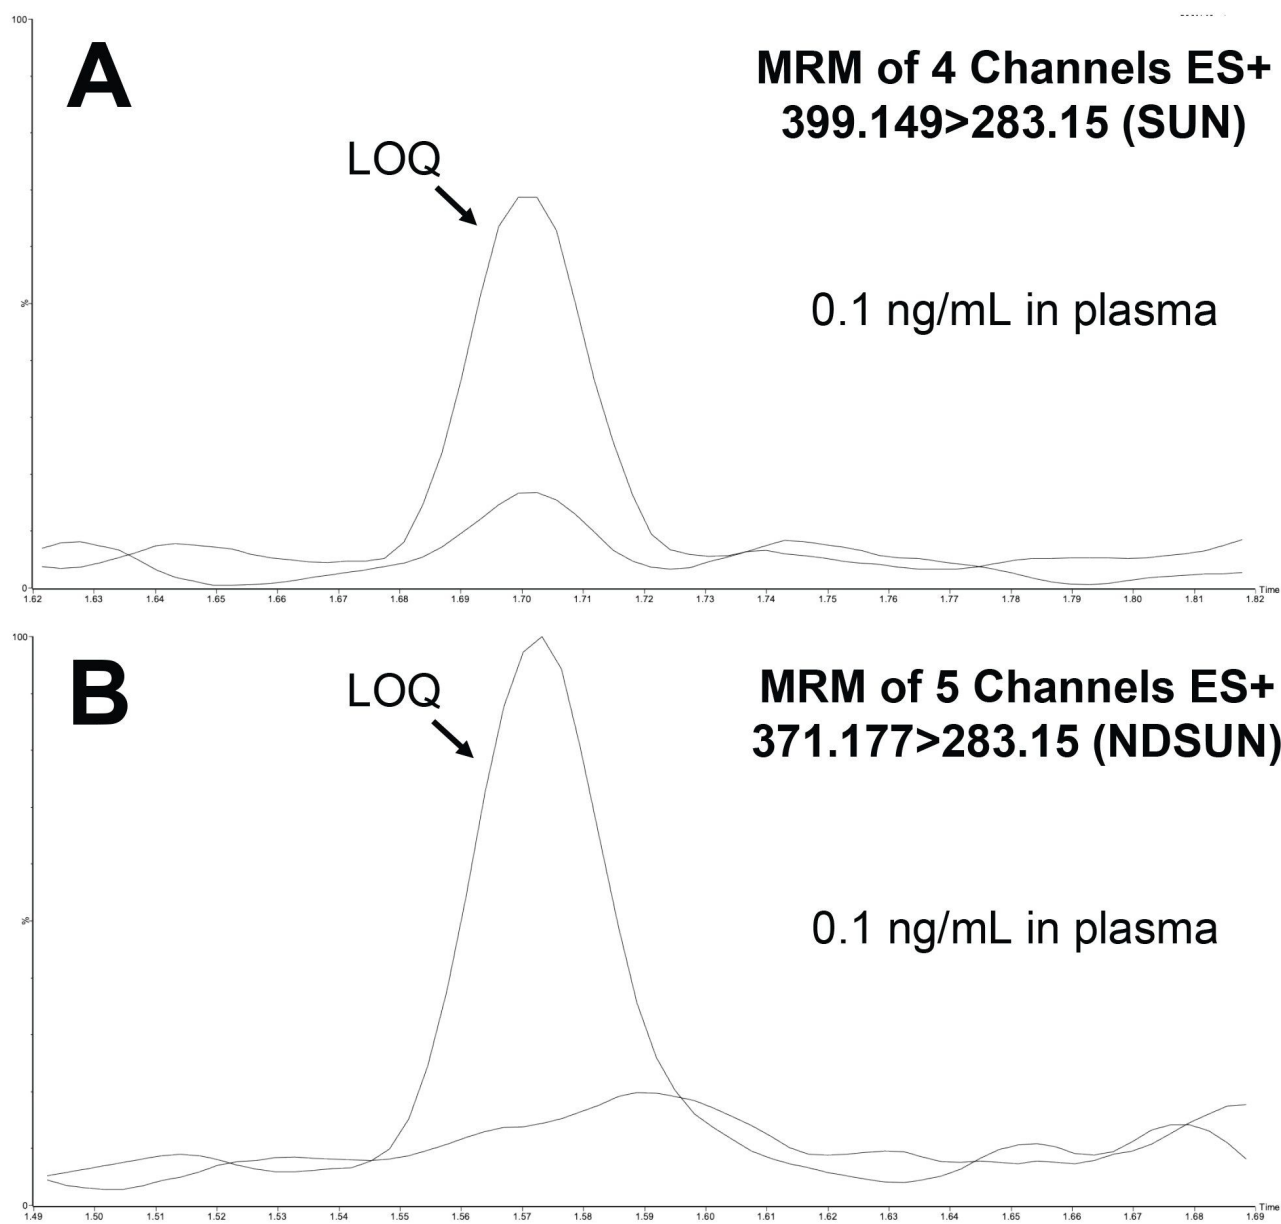 100
A
MRM of 4 Channels ES+
399.149>283.15 (SUN)
LOQ
0.1 ng/mL in plasma
%
0
1.62 1.63 1.64 1.65 1.66 1.67 1.68 1.69 1.70 1.71 1.72 1.73 1.74 1.75 1.76 1.77 1.78 1.79 1.80 1.81 1.82
Time
100
B
MRM of 5 Channels ES+
371.177>283.15 (NDSUN)
LOQ
0.1 ng/mL in plasma
%
0
1.49 1.50 1.51 1.52 1.53 1.54 1.55 1.56 1.57 1.58 1.59 1.60 1.61 1.62 1.63 1.64 1.65 1.66 1.67 1.68 1.69
Time